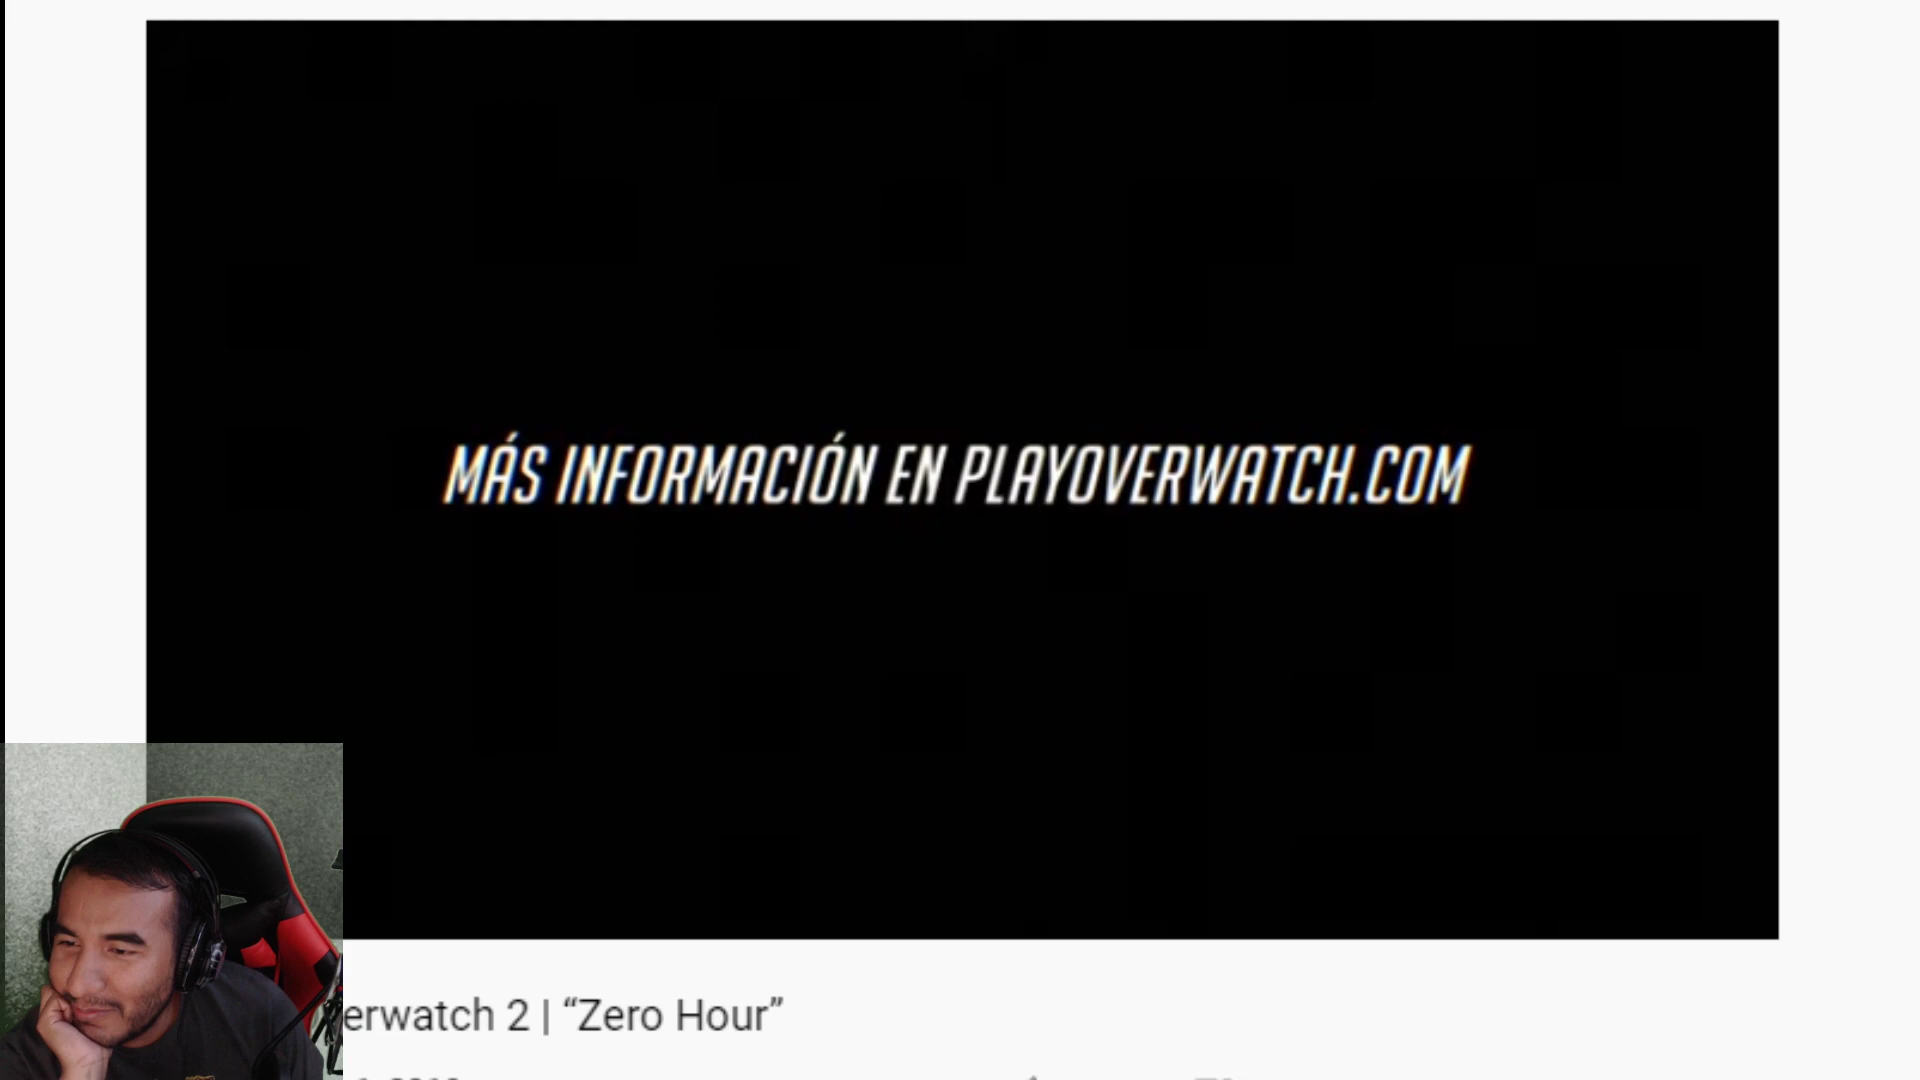 MÁS INFORMACIÓN EN PLAYOVERWATCH.COM
erwatch 2 | “Zero Hour”